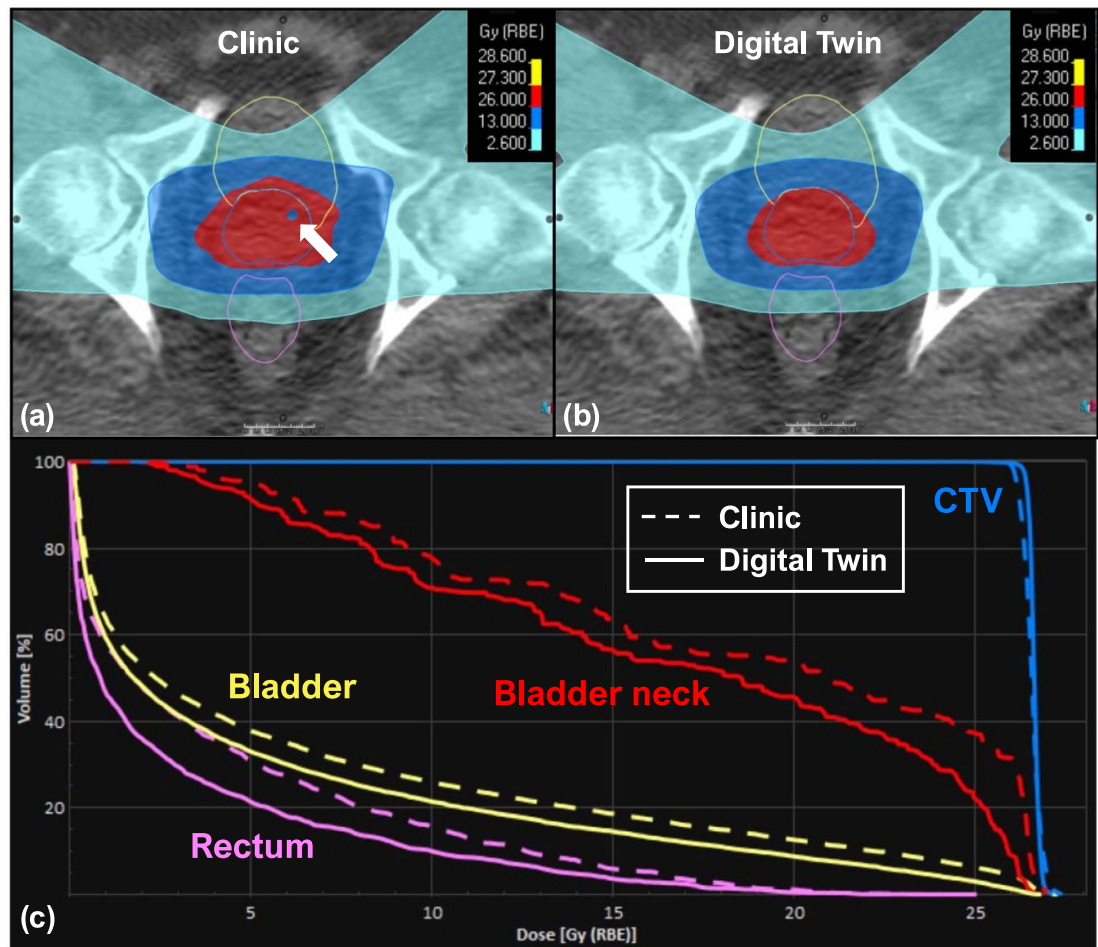 Clinic
Gy (RBE)
28.600
27.300
26.000
13.000
2.600
(a)
Digital Twin
Gy (RBE)
28.600
27.300
26.000
13.000
2.600
(b)
100
80
60
40
20
Volume [%]
CTV
Clinic
Digital Twin
Bladder
Bladder neck
Rectum
5
10
15
20
25
Dose [Gy (RBE)]
(c)